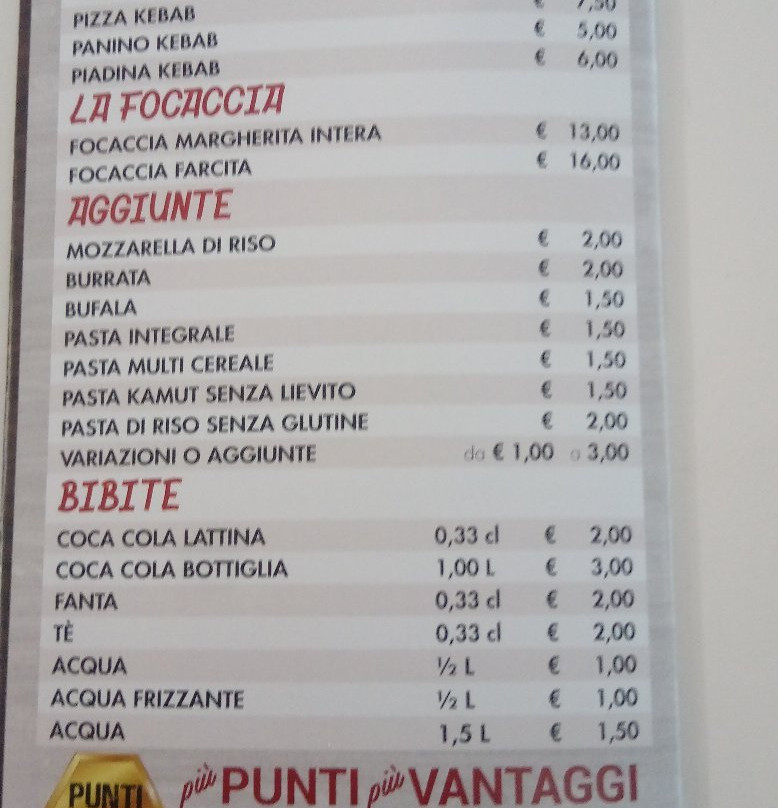 PIZZA KEBAB € 7,50
PANINO KEBAB € 5,00
PIADINA KEBAB € 6,00
LA FOCACCIA
FOCACCIA MARGHERITA INTERA € 13,00
FOCACCIA FARCITA € 16,00
AGGIUNTE
MOZZARELLA DI RISO € 2,00
BURRATA € 2,00
BUFALA € 1,50
PASTA INTEGRALE € 1,50
PASTA MULTI CEREALE € 1,50
PASTA KAMUT SENZA LIEVITO € 1,50
PASTA DI RISO SENZA GLUTINE € 2,00
VARIAZIONI O AGGIUNTE da € 1,00 a 3,00
BIBITE
COCA COLA LATTINA 0,33 cl € 2,00
COCA COLA BOTTIGLIA 1,00 L € 3,00
FANTA 0,33 cl € 2,00
TÈ 0,33 cl € 2,00
ACQUA ½ L € 1,00
ACQUA FRIZZANTE ½ L € 1,00
ACQUA 1,5 L € 1,50
PUNTI più PUNTI più VANTAGGI